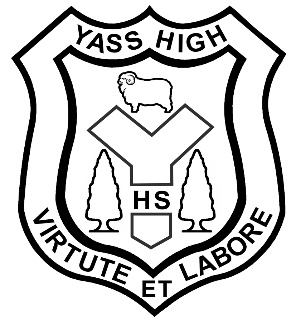 YASS HIGH
Y
HS
VIRTUTE ET LABORE